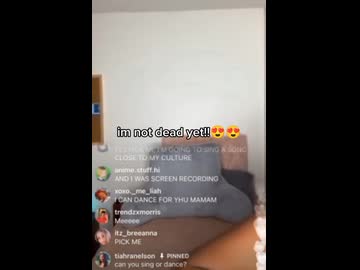 im not dead yet!!😍😍
CLOSE TO MY CULTURE
anime.stuff.hi
AND I WAS SCREEN RECORDING
xoxo._me_liah
I CAN DANCE FOR YHU MAMAM
trendzxmorris
Meeeee
itz_breeanna
PICK ME
tiahranelson PINNED
can you sing or dance?